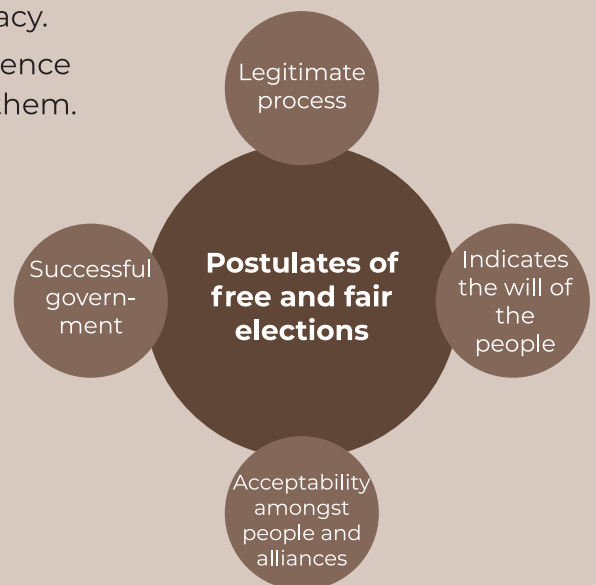 acy.
ence
them.
Legitimate
process
Successful
govern-
ment
Postulates of
free and fair
elections
Indicates
the will of
the
people
Acceptability
amongst
people and
alliances